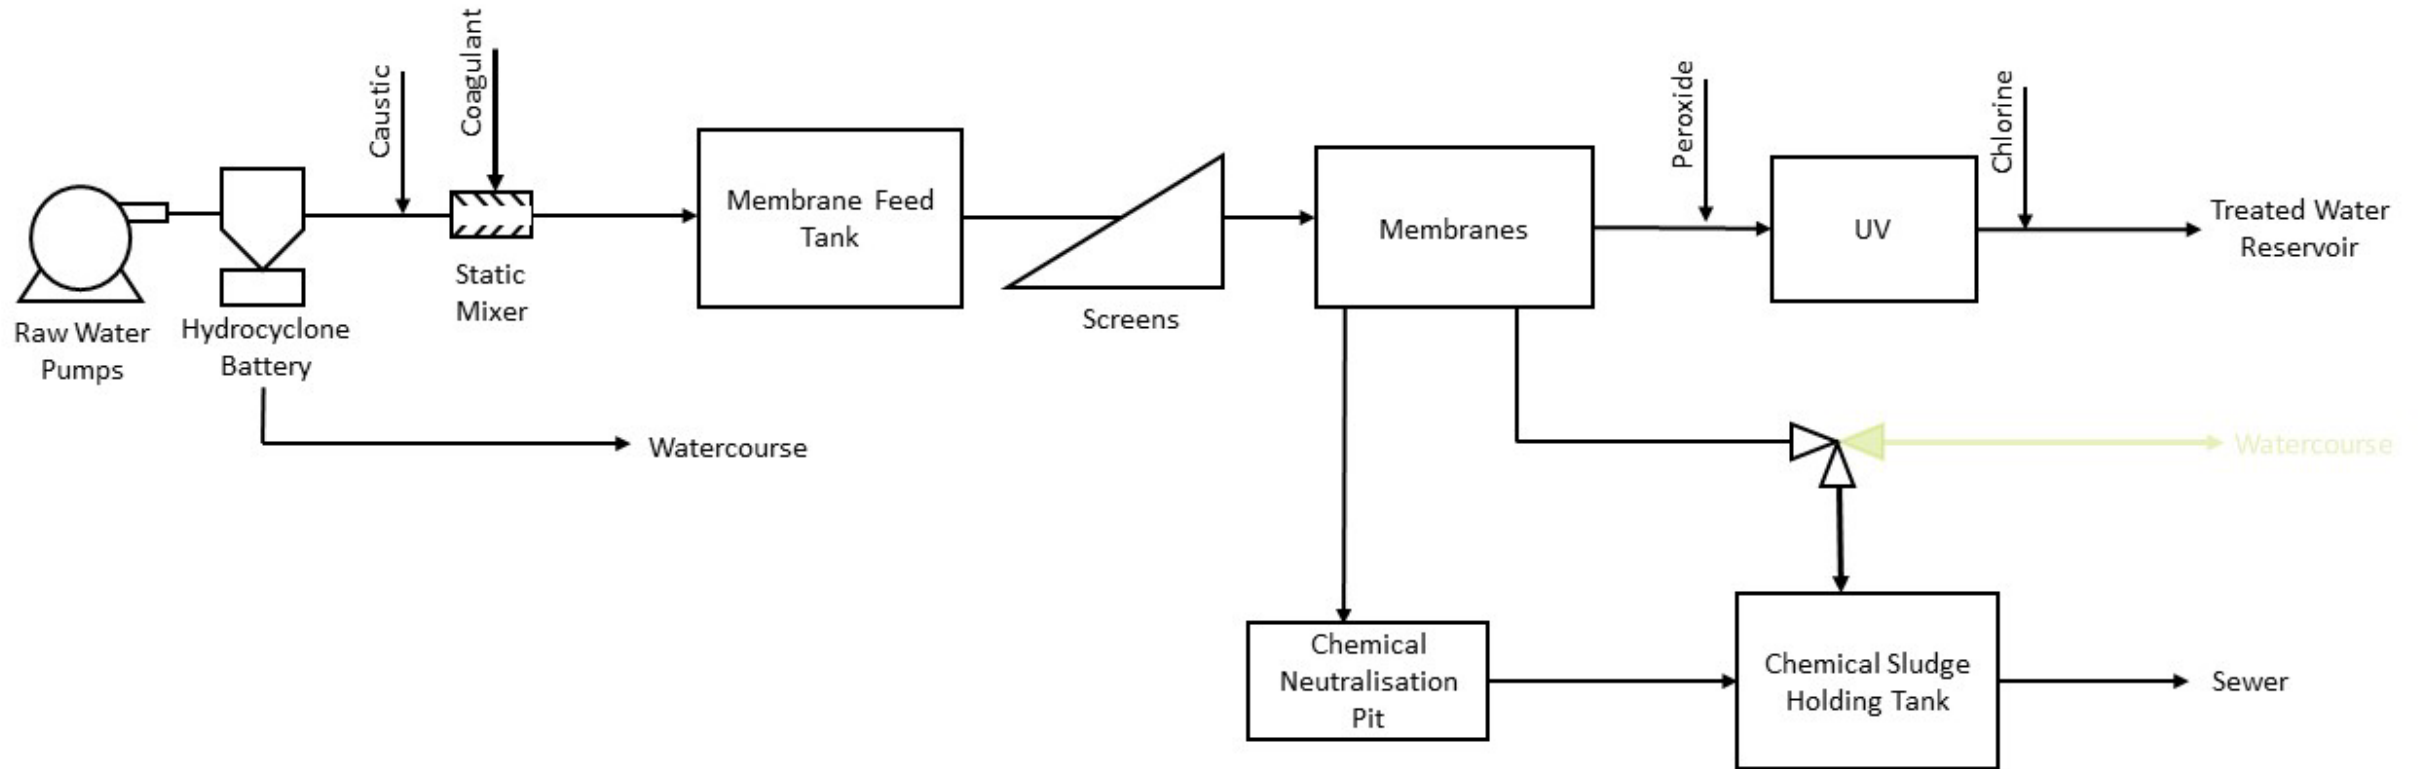 Caustic
Coagulant
Peroxide
Chlorine
Membrane Feed
Tank
Membranes
UV
Treated Water
Reservoir
Static
Mixer
Screens
Raw Water
Pumps
Hydrocyclone
Battery
Watercourse
Watercourse
Chemical
Neutralisation
Pit
Chemical Sludge
Holding Tank
Sewer